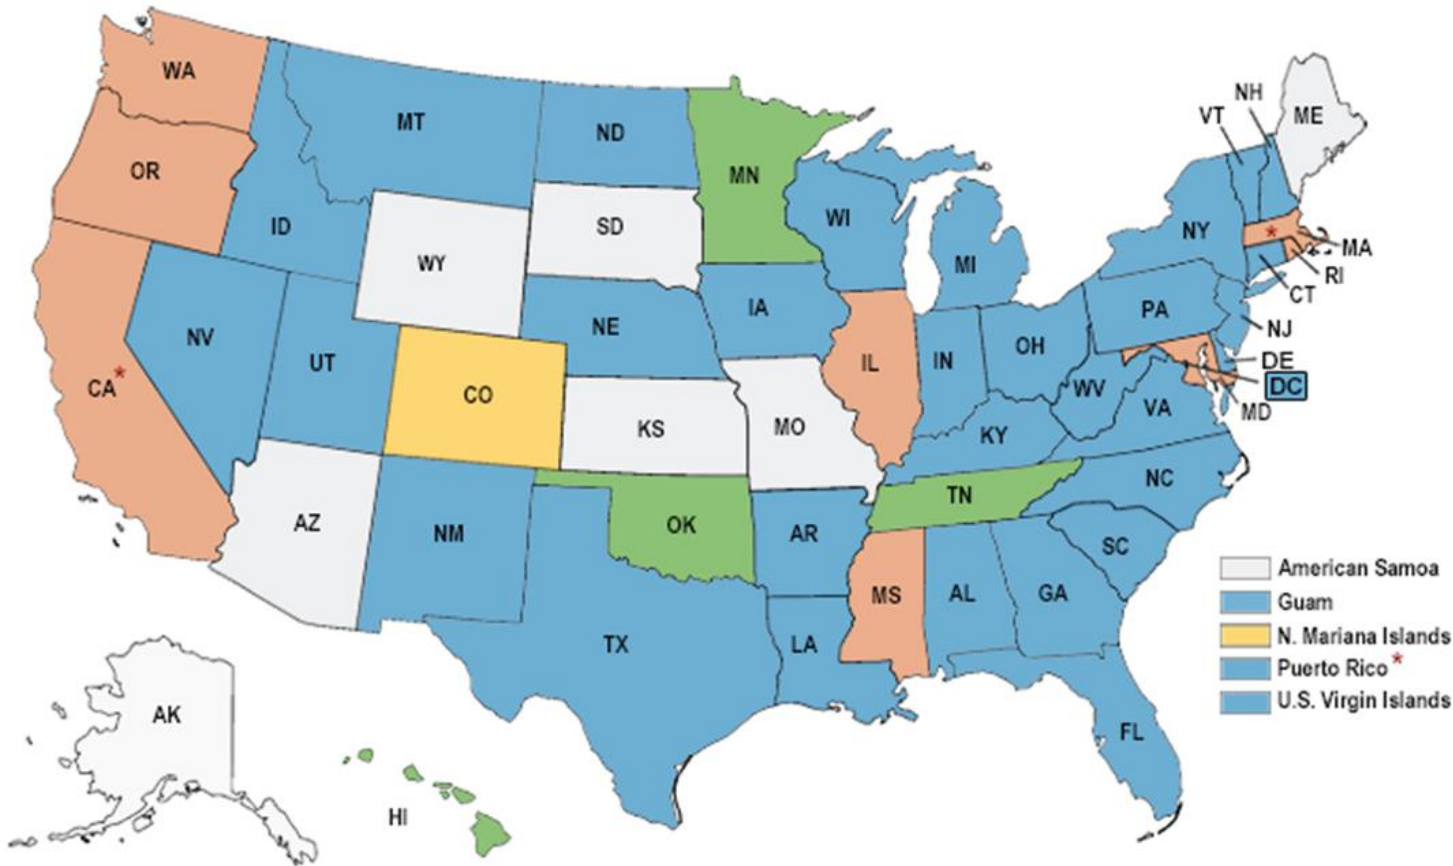 WA
MT
ND
MN
OR
ID
WY
SD
WI
MI
NH
VT
ME
NY
MA
RI
CT
NV
UT
CO
NE
IA
IL
IN
OH
PA
NJ
DE
DC
MD
CA*
KS
MO
KY
WV
VA
AZ
NM
OK
AR
TN
NC
SC
TX
LA
MS
AL
GA
FL
AK
HI
*
American Samoa
Guam
N. Mariana Islands
Puerto Rico*
U.S. Virgin Islands